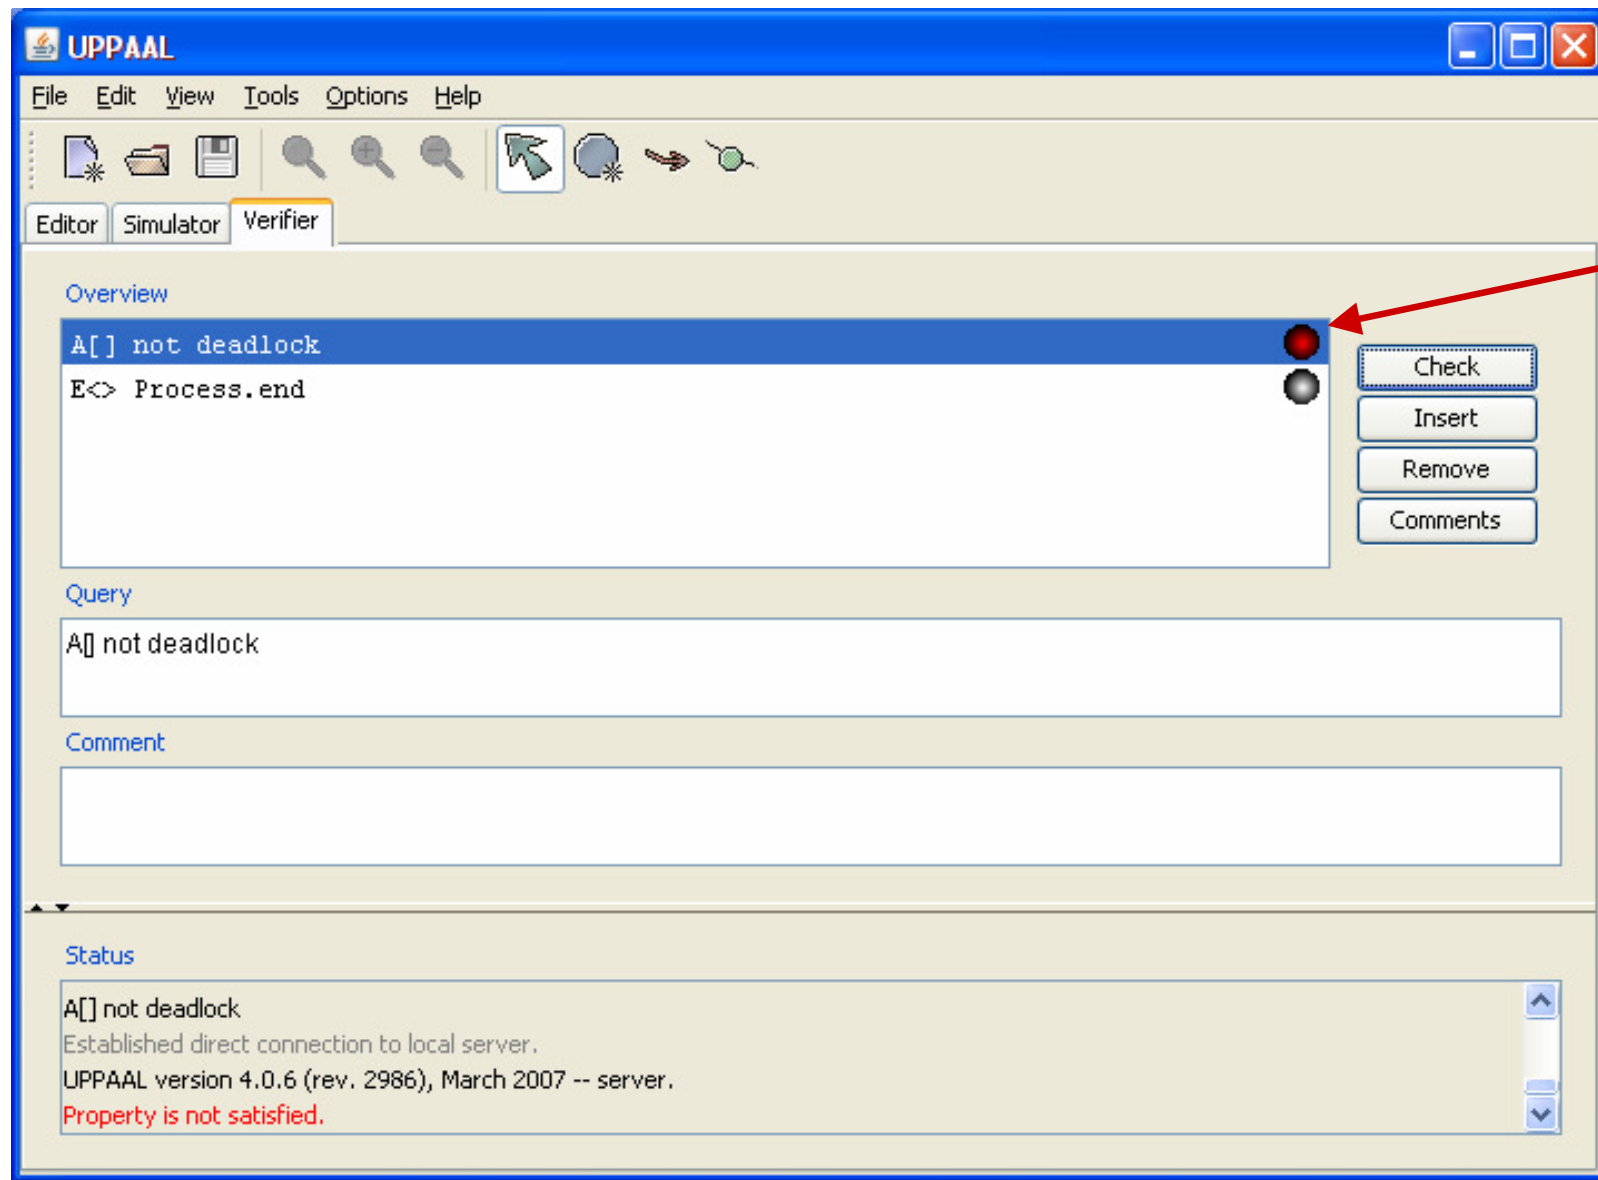 UPPAAL
File Edit View Tools Options Help
Editor Simulator Verifier
Overview
A[] not deadlock
E<> Process.end
Check
Insert
Remove
Comments
Query
A[] not deadlock
Comment
Status
A[] not deadlock
Established direct connection to local server.
UPPAAL version 4.0.6 (rev. 2986), March 2007 -- server.
Property is not satisfied.